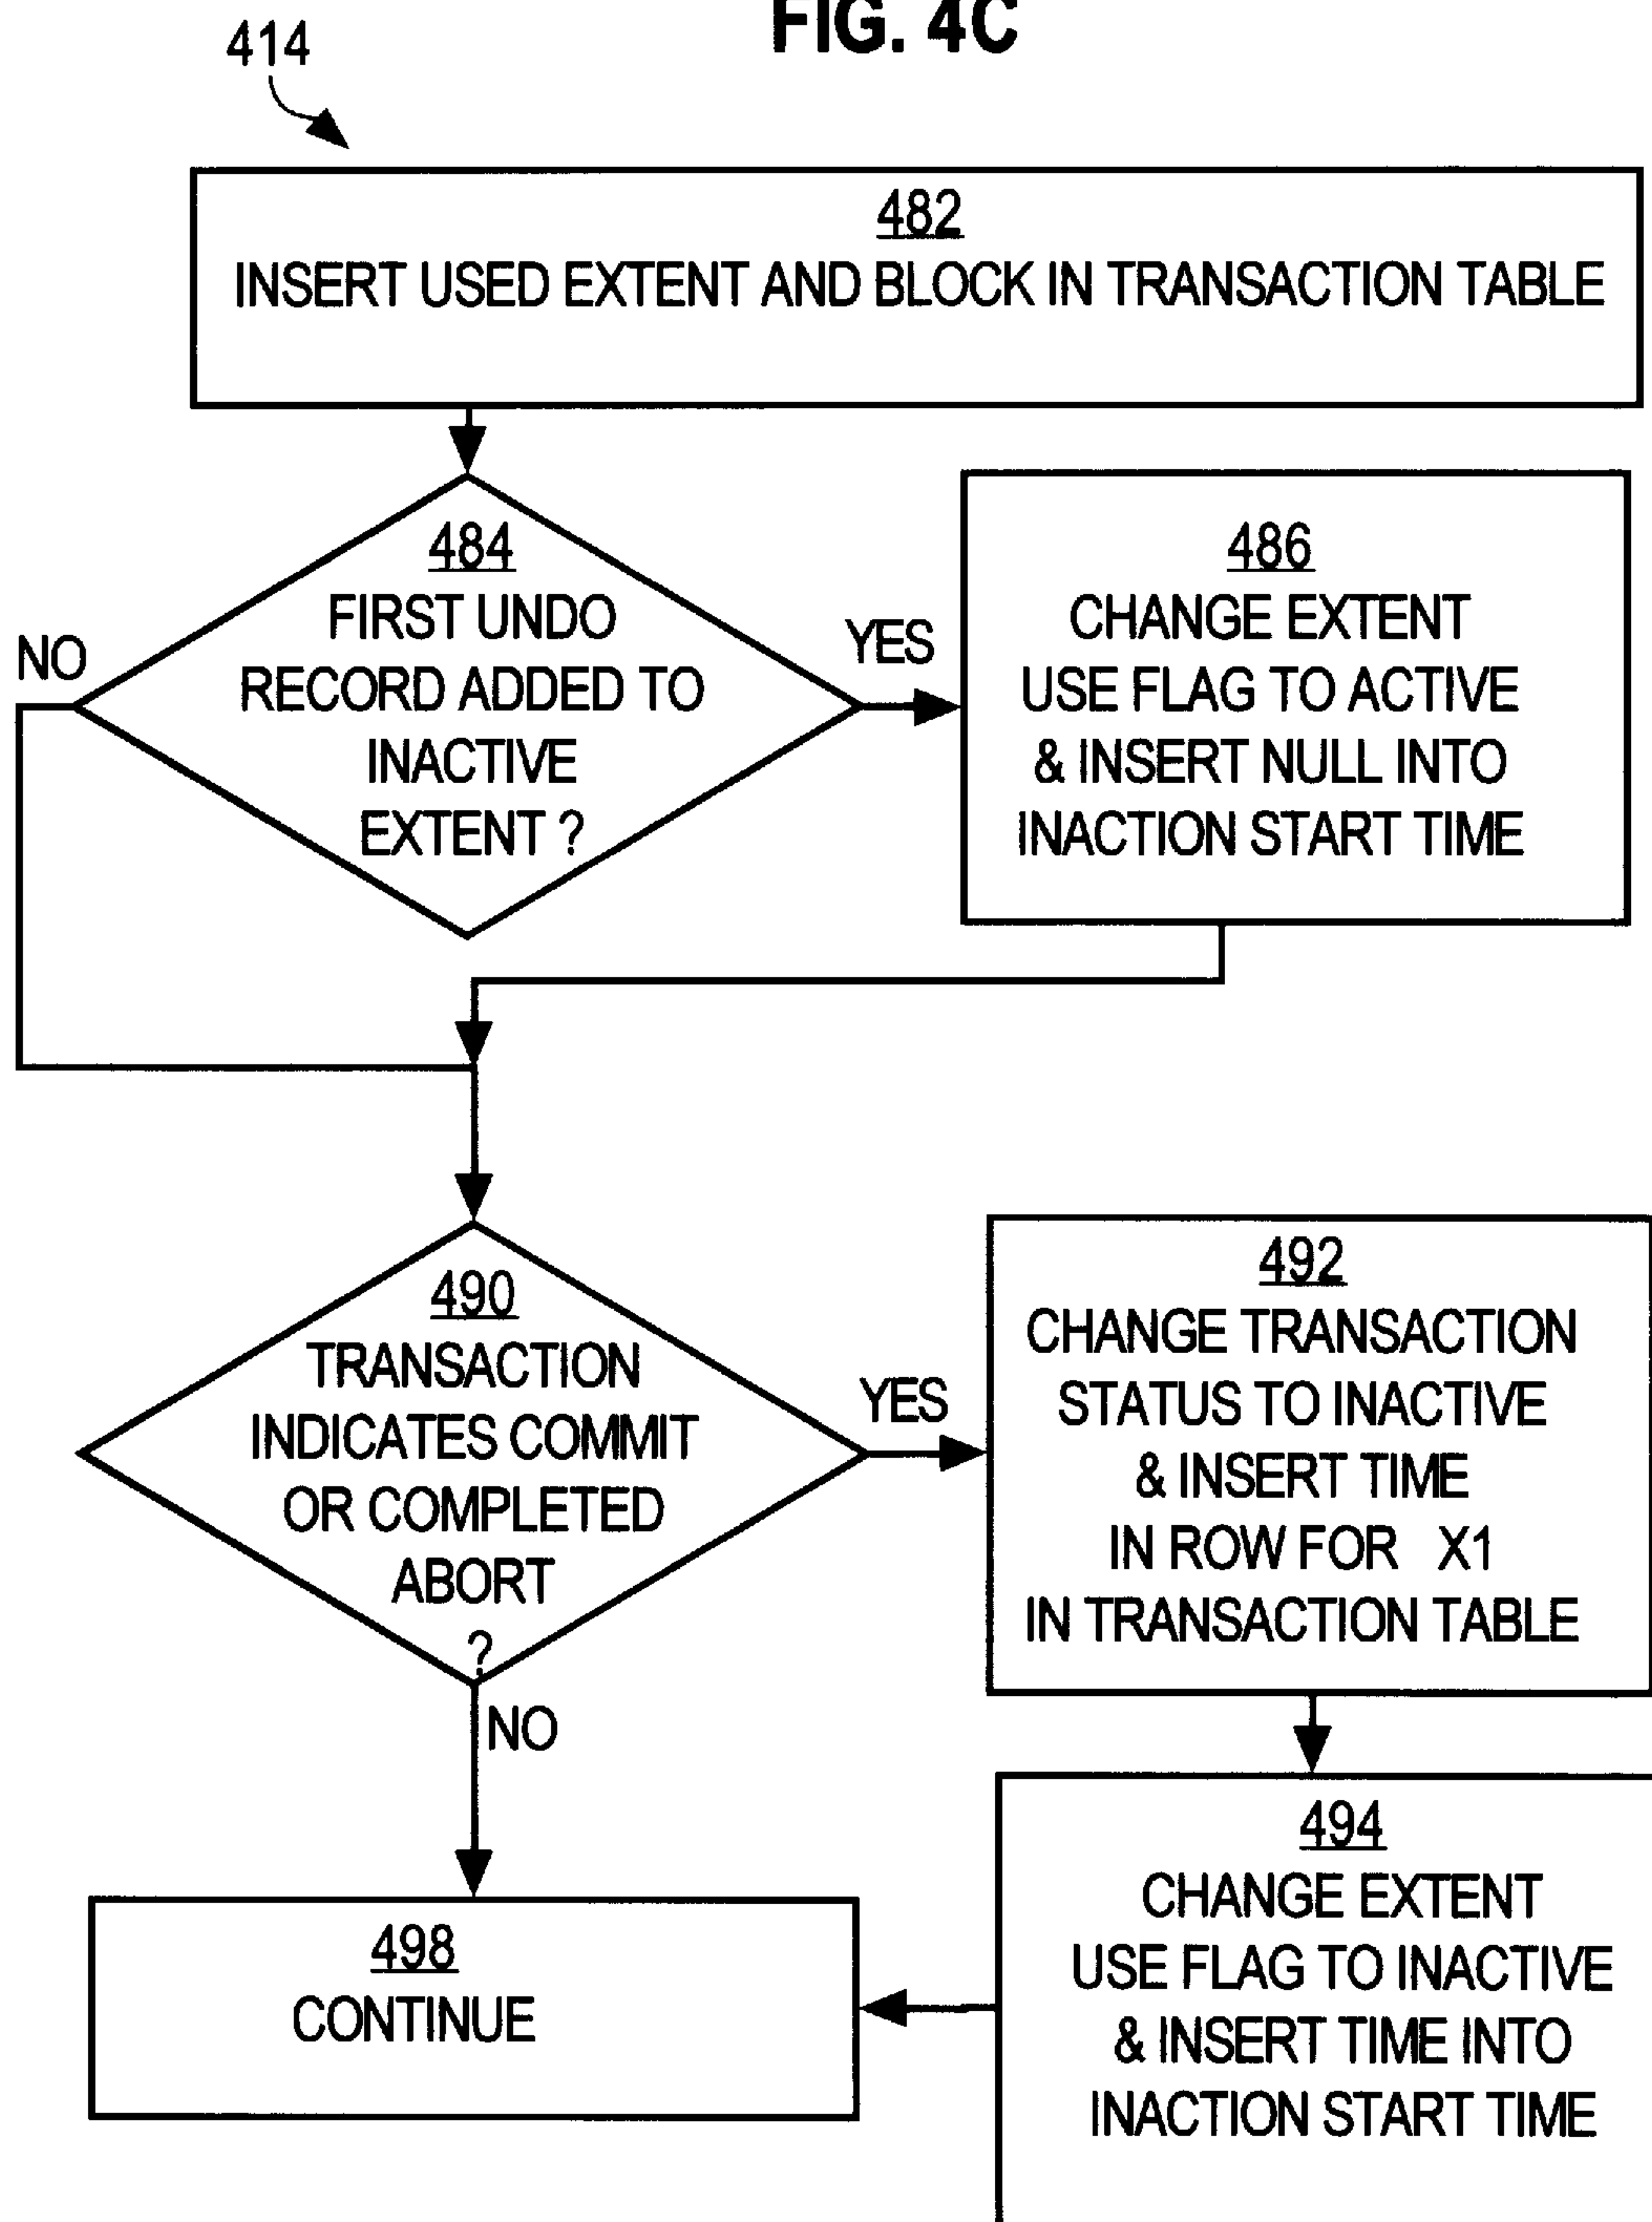 FIG. 4C
414
482
INSERT USED EXTENT AND BLOCK IN TRANSACTION TABLE
484
FIRST UNDO
RECORD ADDED TO
INACTIVE
EXTENT ?
NO
YES
486
CHANGE EXTENT
USE FLAG TO ACTIVE
& INSERT NULL INTO
INACTION START TIME
490
TRANSACTION
INDICATES COMMIT
OR COMPLETED
ABORT
?
YES
NO
492
CHANGE TRANSACTION
STATUS TO INACTIVE
& INSERT TIME
IN ROW FOR X1
IN TRANSACTION TABLE
494
CHANGE EXTENT
USE FLAG TO INACTIVE
& INSERT TIME INTO
INACTION START TIME
498
CONTINUE